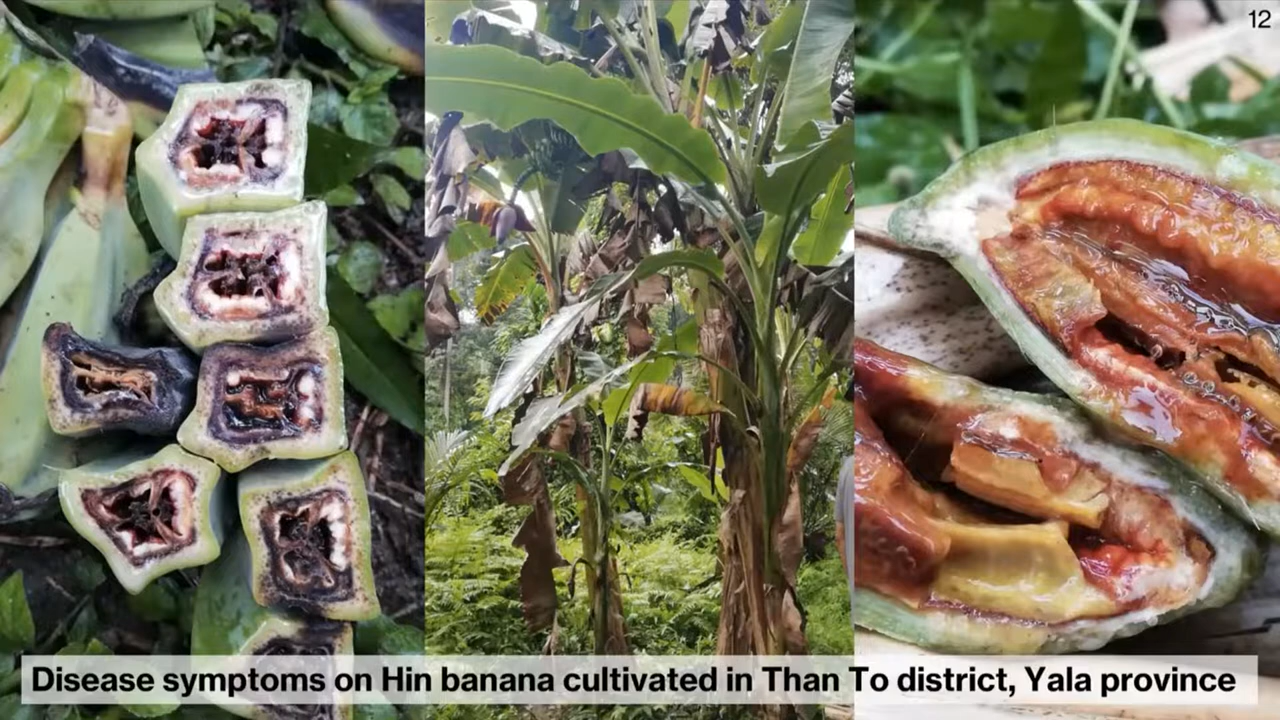 12
Disease symptoms on Hin banana cultivated in Than To district, Yala province